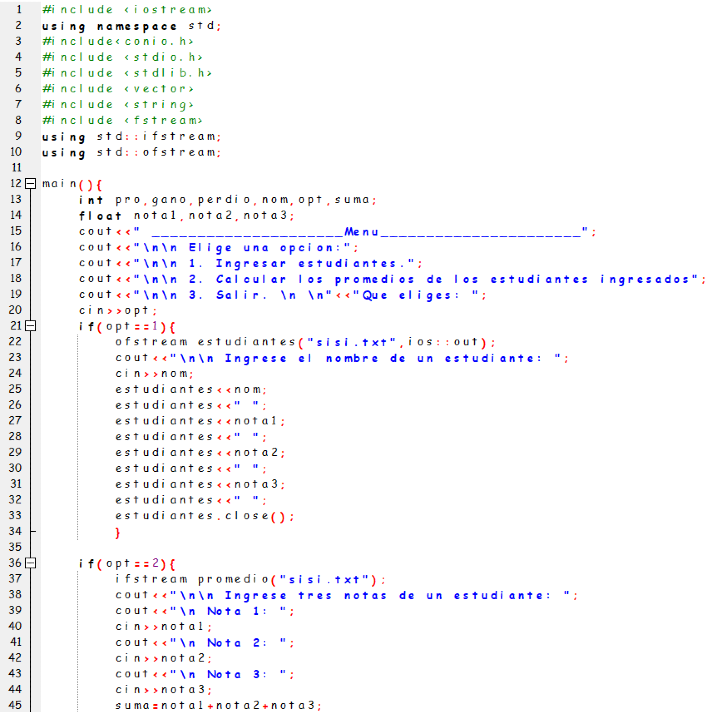 1 #include <iostream>
2 using namespace std;
3 #include<conio.h>
4 #include <stdio.h>
5 #include <stdlib.h>
6 #include <vector>
7 #include <string>
8 #include <fstream>
9 using std::ifstream;
10 using std::ofstream;
11
12 main(){
13 int pro,gano,perdio,nom,opt,suma;
14 float nota1,nota2,nota3;
15 cout<<" _____________________Menu______________________";
16 cout<<"\n\n Elige una opcion:";
17 cout<<"\n\n 1. Ingresar estudiantes.";
18 cout<<"\n\n 2. Calcular los promedios de los estudiantes ingresados";
19 cout<<"\n\n 3. Salir. \n \n"<<"Que eliges: ";
20 cin>>opt;
21 if(opt==1){
22 ofstream estudiantes("sisi.txt",ios::out);
23 cout<<"\n\n Ingrese el nombre de un estudiante: ";
24 cin>>nom;
25 estudiantes<<nom;
26 estudiantes<<" ";
27 estudiantes<<nota1;
28 estudiantes<<" ";
29 estudiantes<<nota2;
30 estudiantes<<" ";
31 estudiantes<<nota3;
32 estudiantes<<" ";
33 estudiantes.close();
34 }
35
36 if(opt==2){
37 ifstream promedio("sisi.txt");
38 cout<<"\n\n Ingrese tres notas de un estudiante: ";
39 cout<<"\n Nota 1: ";
40 cin>>nota1;
41 cout<<"\n Nota 2: ";
42 cin>>nota2;
43 cout<<"\n Nota 3: ";
44 cin>>nota3;
45 suma=nota1+nota2+nota3;